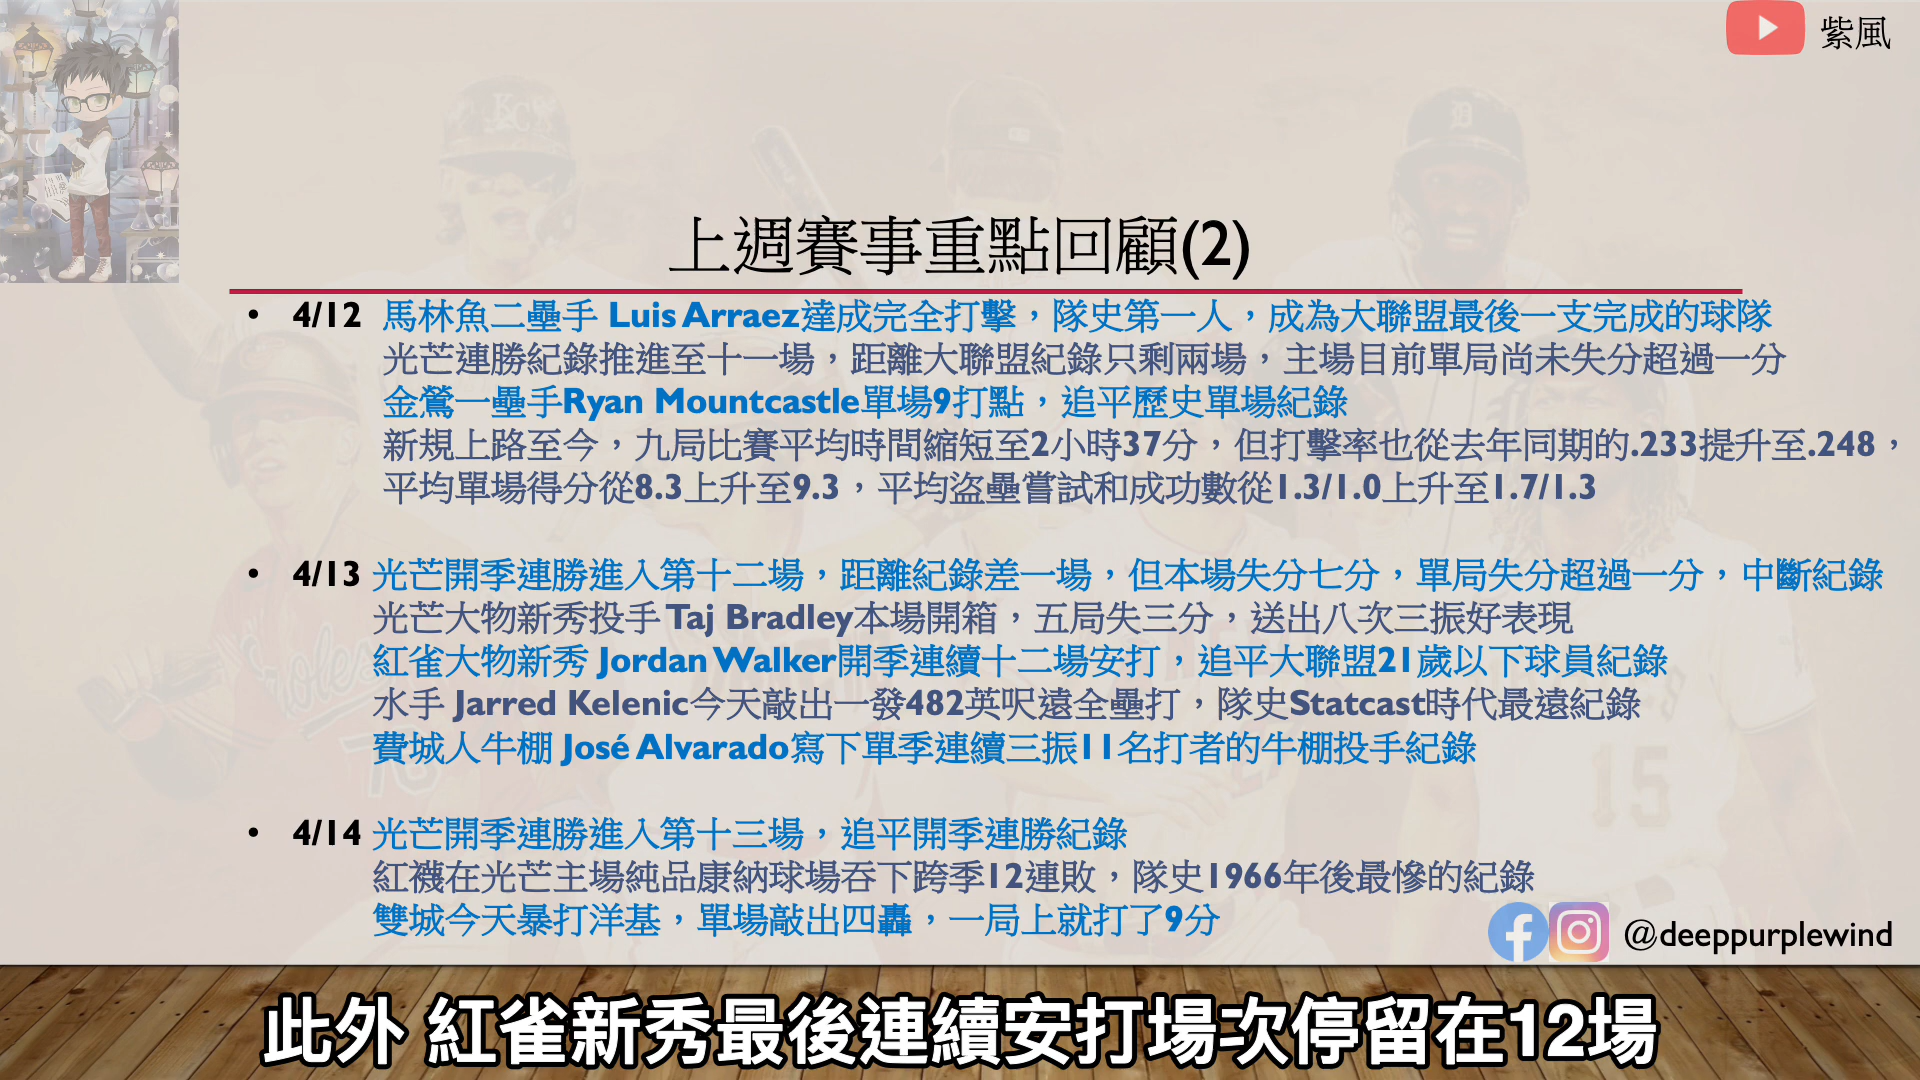 紫風
上週賽事重點回顧(2)
• 4/12 馬林魚二壘手 Luis Arraez達成完全打擊，隊史第一人，成為大聯盟最後一支完成的球隊
光芒連勝紀錄推進至十一場，距離大聯盟紀錄只剩兩場，主場目前單局尚未失分超過一分
金鶯一壘手Ryan Mountcastle單場9打點，追平歷史單場紀錄
新規上路至今，九局比賽平均時間縮短至2小時37分，但打擊率也從去年同期的.233提升至.248，
平均單場得分從8.3上升至9.3，平均盜壘嘗試和成功數從1.3/1.0上升至1.7/1.3
• 4/13 光芒開季連勝進入第十二場，距離紀錄差一場，但本場失分七分，單局失分超過一分，中斷紀錄
光芒大物新秀投手 Taj Bradley本場開箱，五局失三分，送出八次三振好表現
紅雀大物新秀 Jordan Walker開季連續十二場安打，追平大聯盟21歲以下球員紀錄
水手 Jarred Kelenic今天敲出一發482英呎遠全壘打，隊史Statcast時代最遠紀錄
費城人牛棚 José Alvarado寫下單季連續三振11名打者的牛棚投手紀錄
• 4/14 光芒開季連勝進入第十三場，追平開季連勝紀錄
紅襪在光芒主場純品康納球場吞下跨季12連敗，隊史1966年後最慘的紀錄
雙城今天暴打洋基，單場敲出四轟，一局上就打了9分
@deeppurplewind
此外 紅雀新秀最後連續安打場次停留在12場